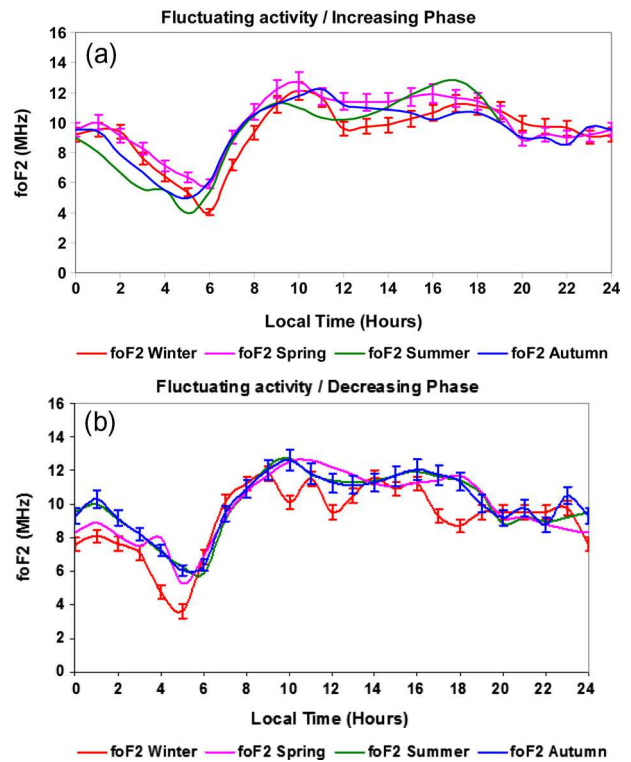 Fluctuating activity / Increasing Phase
(a)
16
14
12
10
8
6
4
2
0
foF2 (MHz)
0 2 4 6 8 10 12 14 16 18 20 22 24
Local Time (Hours)
foF2 Winter foF2 Spring foF2 Summer foF2 Autumn
Fluctuating activity / Decreasing Phase
(b)
16
14
12
10
8
6
4
2
0
foF2 (MHz)
0 2 4 6 8 10 12 14 16 18 20 22 24
Local Time (Hours)
foF2 Winter foF2 Spring foF2 Summer foF2 Autumn